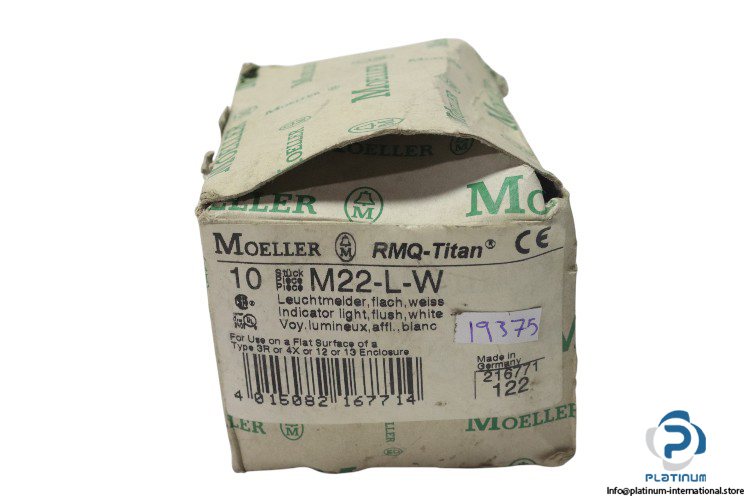 MOELLER
MOELLER
ELLER M Mo
MOELLER M RMQ-Titan® CE
10 Stück Piece Pièce M22-L-W
Leuchtmelder,flach,weiss
Indicator light,flush,white
Voy.lumineux,affl.,blanc
19375
For Use on a Flat Surface of a
Type 3R or 4X or 12 or 13 Enclosure
Made in
Germany
216771
122
4 015082 167714
ELLER M MOELLER
PLATINUM
Info@platinum-international.store